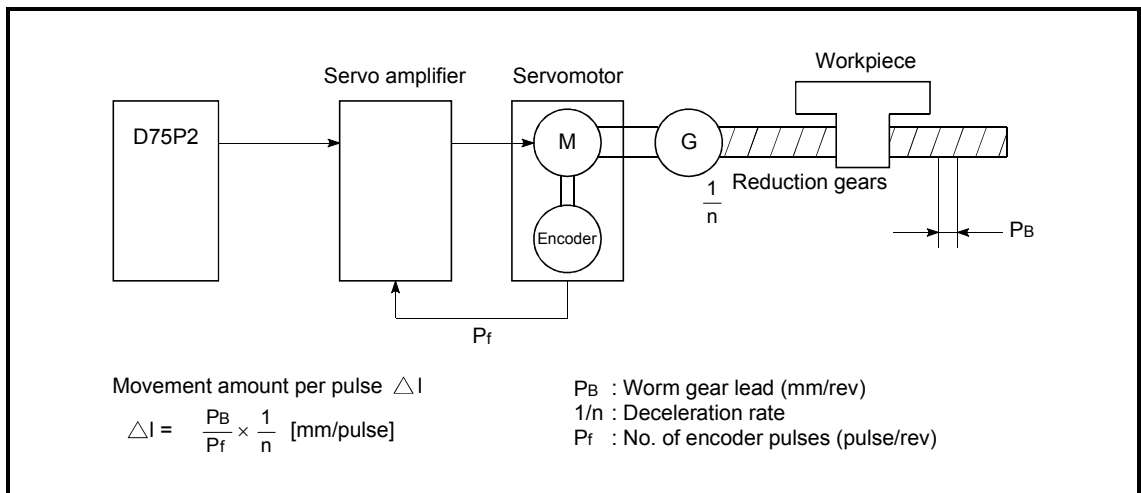 Workpiece
Servo amplifier
Servomotor
D75P2
M
G
Reduction gears
1/n
Encoder
PB
Pf
Movement amount per pulse △l
△l = PB/Pf × 1/n [mm/pulse]
PB : Worm gear lead (mm/rev)
1/n : Deceleration rate
Pf : No. of encoder pulses (pulse/rev)